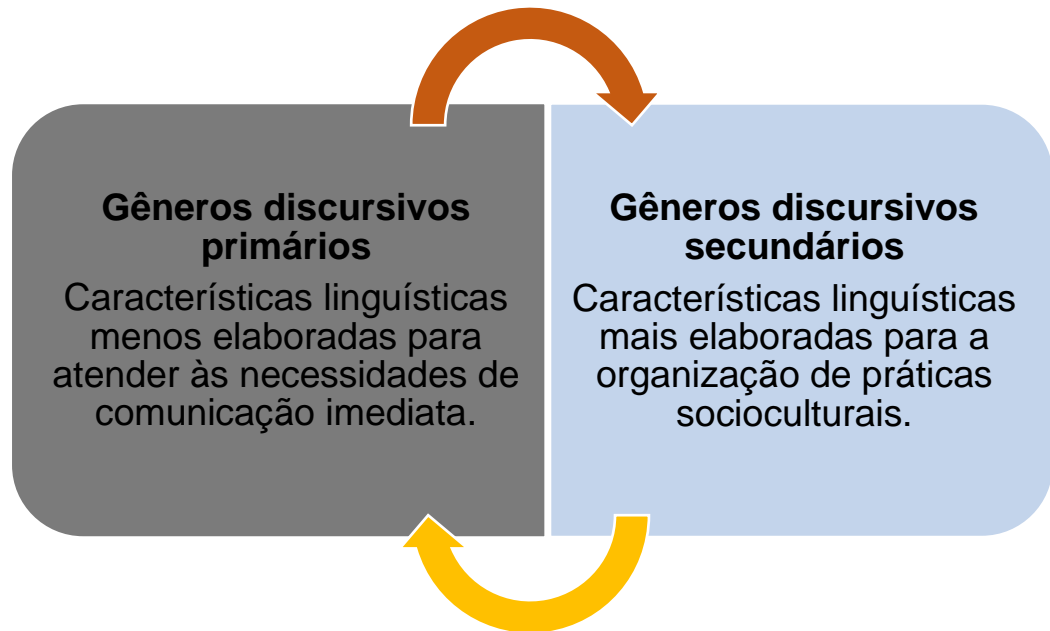 Gêneros discursivos
primários
Características linguísticas
menos elaboradas para
atender às necessidades de
comunicação imediata.
Gêneros discursivos
secundários
Características linguísticas
mais elaboradas para a
organização de práticas
socioculturais.